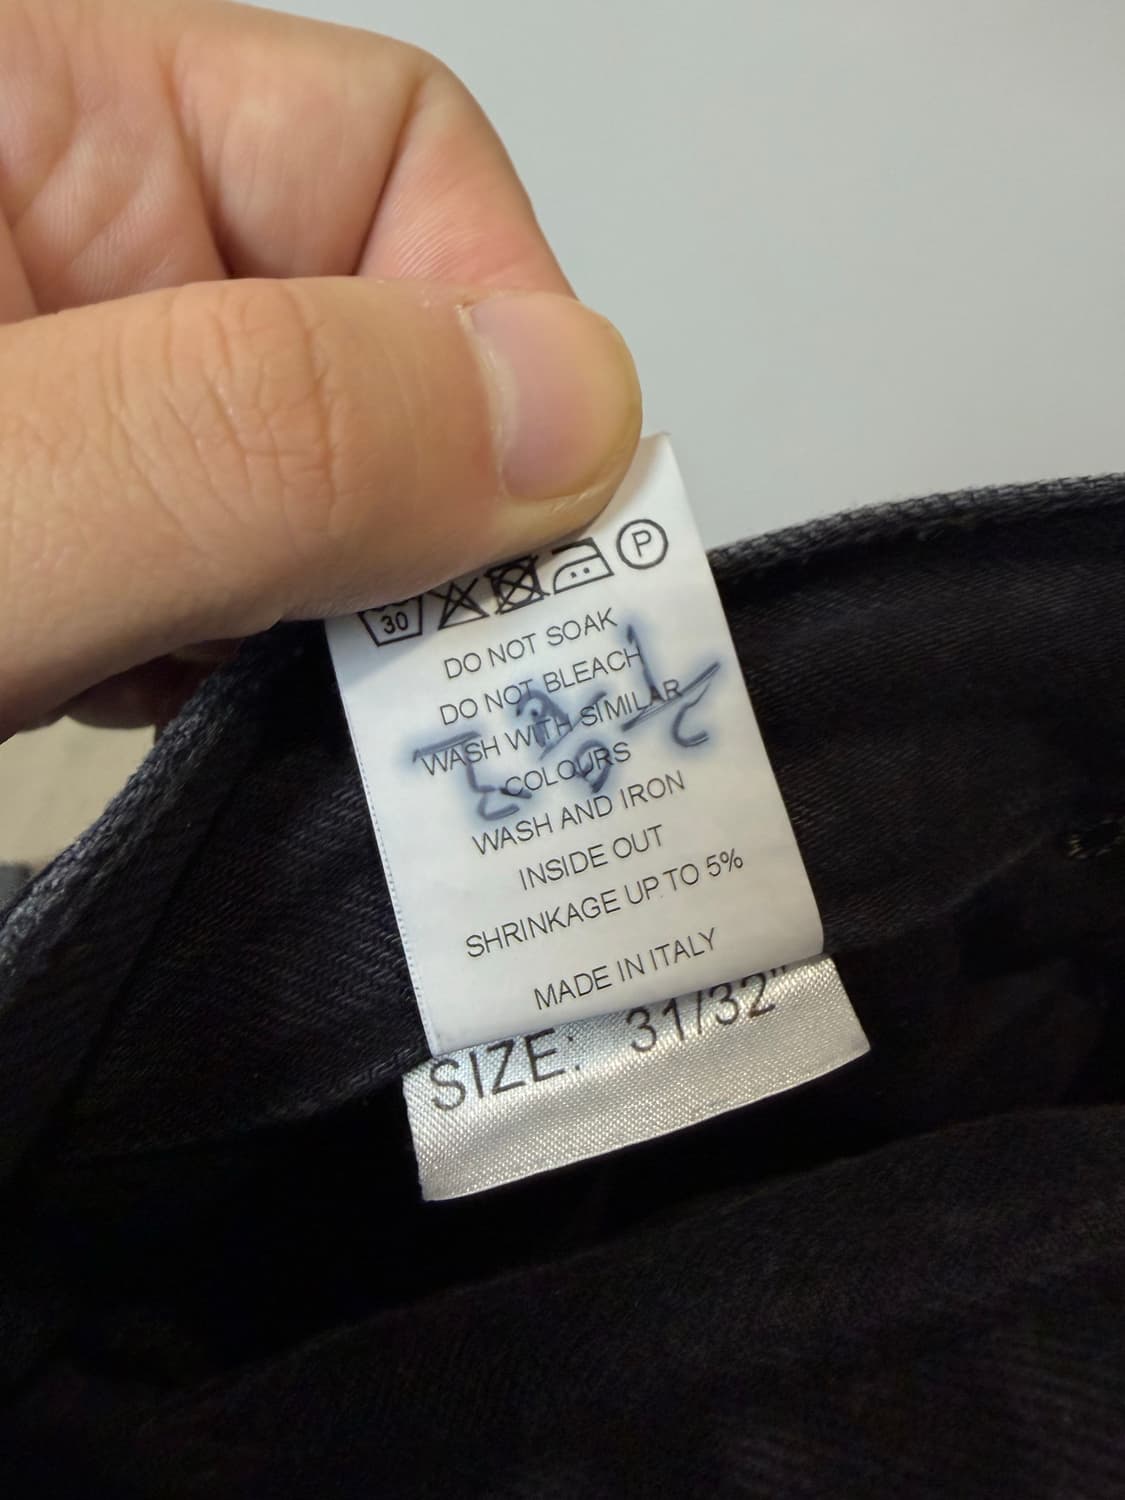 30 P
DO NOT SOAK
DO NOT BLEACH
WASH WITH SIMILAR
COLOURS
WASH AND IRON
INSIDE OUT
SHRINKAGE UP TO 5%
MADE IN ITALY
SIZE: 31/32"